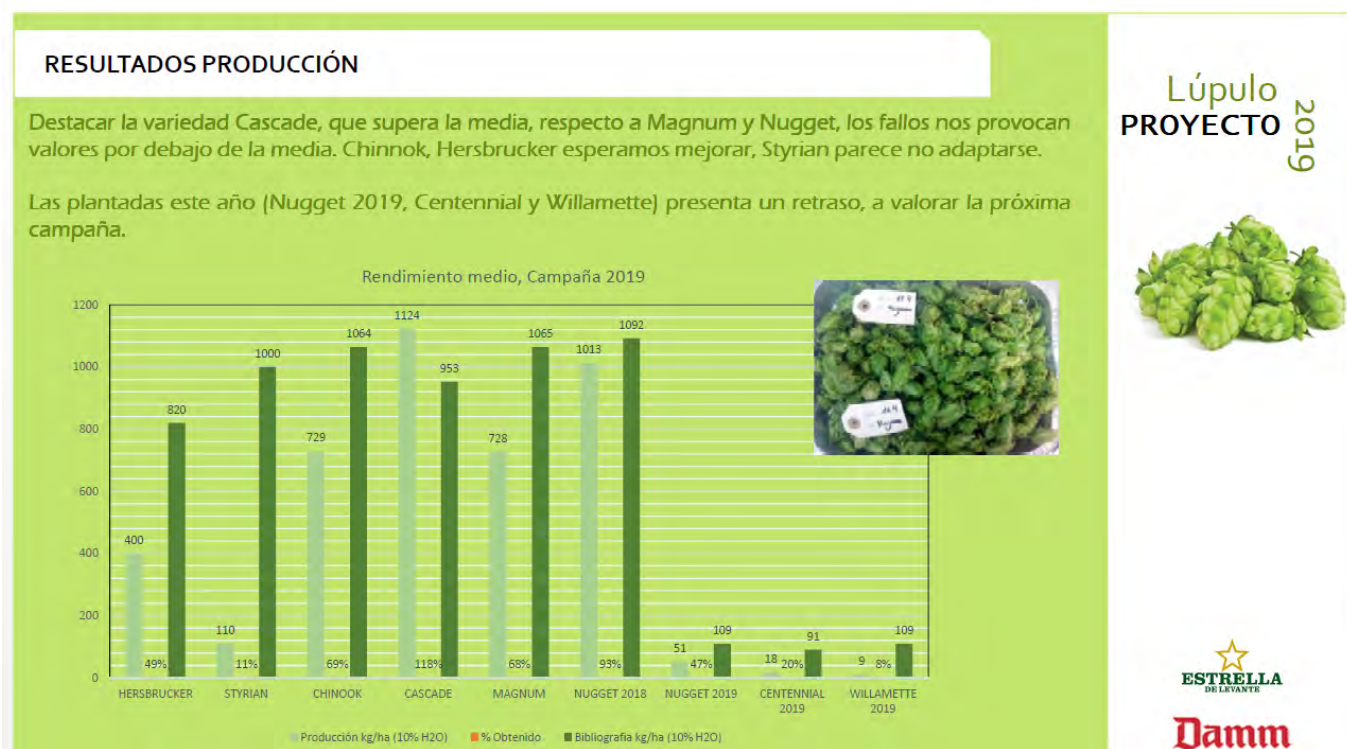 RESULTADOS PRODUCCIÓN
Destacar la variedad Cascade, que supera la media, respecto a Magnum y Nugget, los fallos nos provocan
valores por debajo de la media. Chinnok, Hersbrucker esperamos mejorar, Styrian parece no adaptarse.
Las plantadas este año (Nugget 2019, Centennial y Willamette) presenta un retraso, a valorar la próxima
campaña.
Lúpulo
PROYECTO
2019
Rendimiento medio, Campaña 2019
1200
1000
800
600
400
200
0
400
49%
820
110
11%
1000
729
69%
1064
1124
118%
953
728
68%
1065
1013
93%
1092
51
47%
109
18
20%
91
9
8%
109
HERSBRUCKER
STYRIAN
CHINOOK
CASCADE
MAGNUM
NUGGET 2018
NUGGET 2019
CENTENNIAL
2019
WILLAMETTE
2019
Producción kg/ha (10% H2O)
% Obtenido
Bibliografia kg/ha (10% H2O)
ESTRELLA
DE LEVANTE
Damm